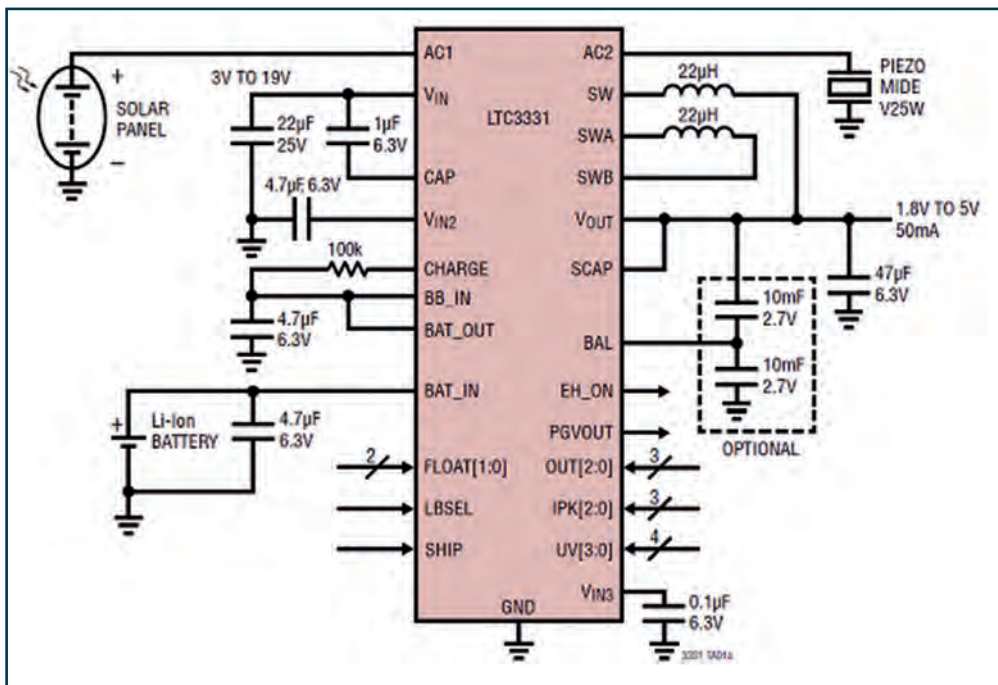 AC1
AC2
+
SOLAR
PANEL
–
3V TO 19V
VIN
22µF
25V
1µF
6.3V
CAP
4.7µF 6.3V
VIN2
100k
CHARGE
BB_IN
4.7µF
6.3V
BAT_OUT
BAT_IN
+
Li-Ion
BATTERY
4.7µF
6.3V
2
FLOAT[1:0]
LBSEL
SHIP
LTC3331
GND
PIEZO
MIDE
V25W
22µH
SW
22µH
SWA
SWB
VOUT
1.8V TO 5V
50mA
SCAP
47µF
6.3V
10mF
2.7V
BAL
10mF
2.7V
OPTIONAL
EH_ON
PGVOUT
OUT[2:0]
3
IPK[2:0]
3
UV[3:0]
4
VIN3
0.1µF
6.3V
3331 TA01a